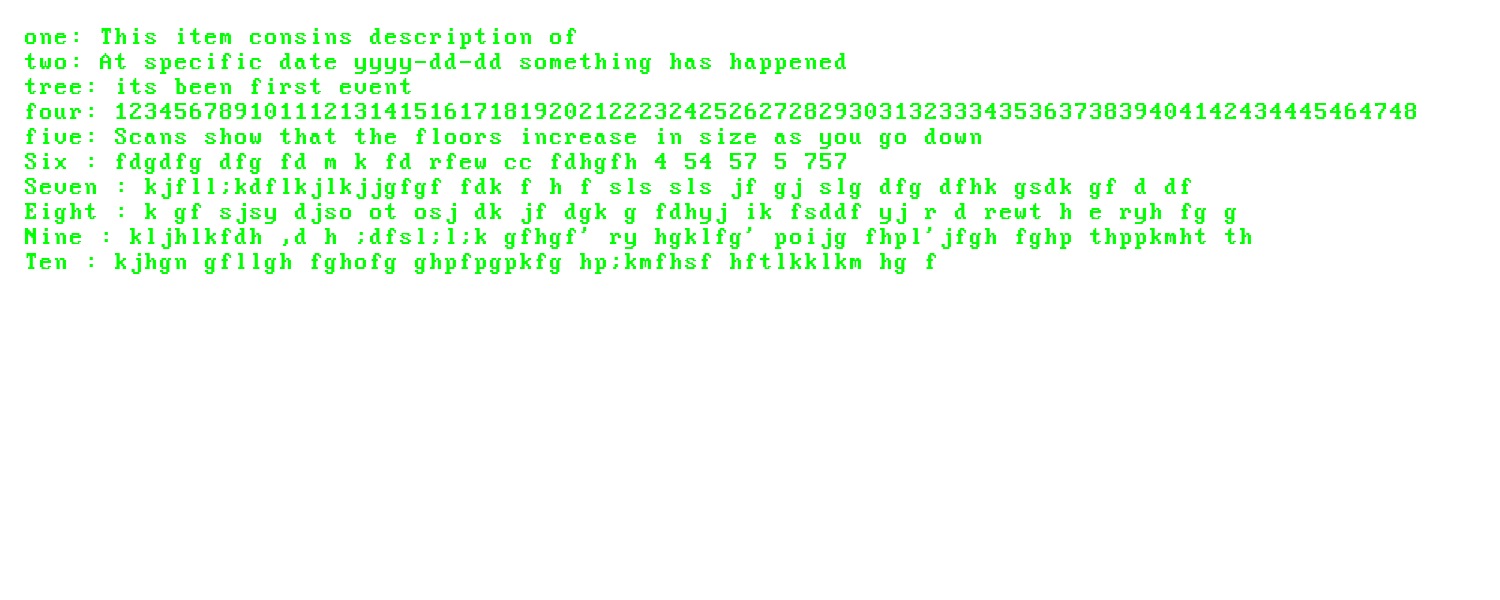 one: This item consins description of
two: At specific date yyyy-dd-dd something has happened
tree: its been first event
four: 123456789101112131415161718192021222324252627282930313233343536373839404142434445464748
five: Scans show that the floors increase in size as you go down
Six : fdgdfg dfg fd m k fd rfew cc fdhgfh 4 54 57 5 757
Seven : kjfll;kdflkjlkjjgfgf fdk f h f sls sls jf gj slg dfg dfhk gsdk gf d df
Eight : k gf sjsy djso ot osj dk jf dgk g fdhyj ik fsddf yj r d rewt h e ryh fg g
Nine : kljhlkfdh ,d h ;dfsl;l;k gfhgf' ry hgklfg' poijg fhpl'jfgh fghp thppkmht th
Ten : kjhgn gfllgh fghofg ghpfpgpkfg hp;kmfhsf hftlkklkm hg f